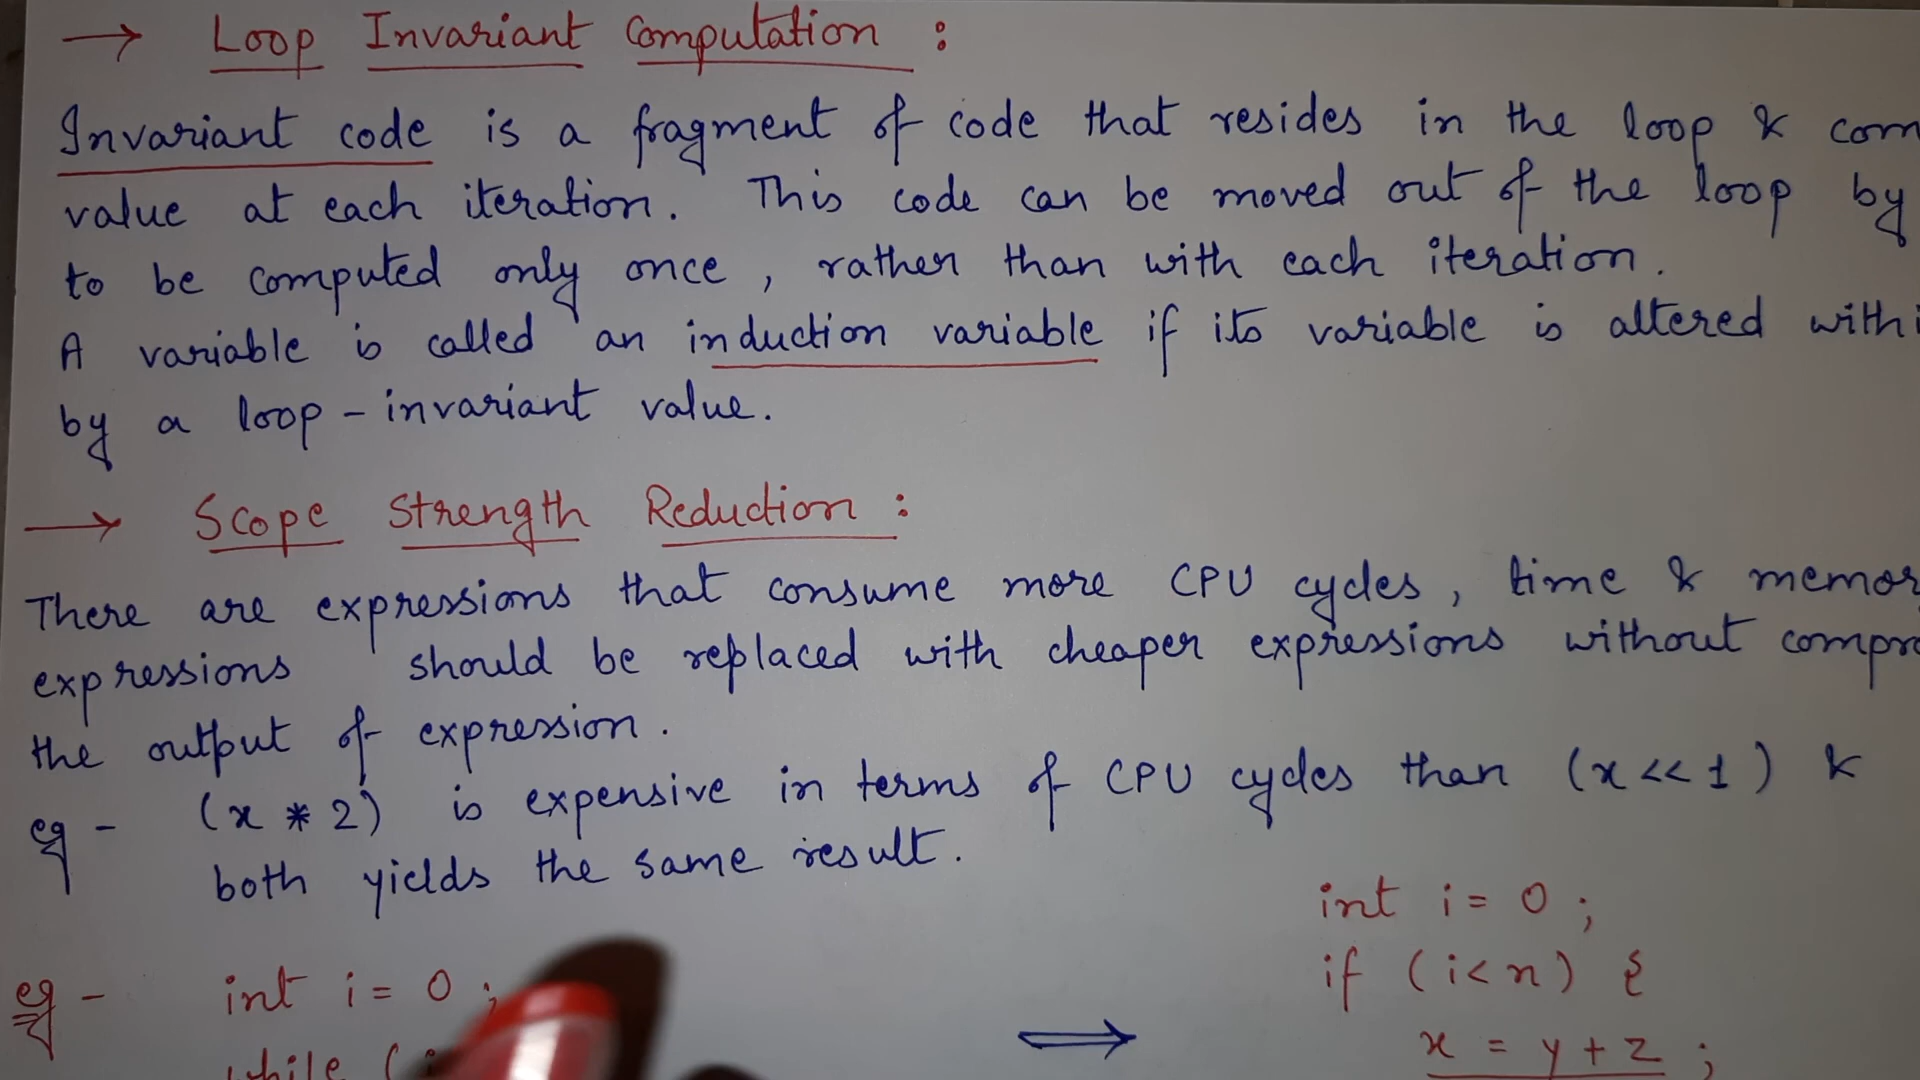 → Loop Invariant Computation :
Invariant code is a fragment of code that resides in the loop & com
value at each iteration. This code can be moved out of the loop by
to be computed only once, rather than with each iteration.
A variable is called an induction variable if its variable is altered with
by a loop-invariant value.
→ Scope Strength Reduction :
There are expressions that consume more CPU cycles, time & memor
expressions should be replaced with cheaper expressions without compro
the output of expression.
eg - (x * 2) is expensive in terms of CPU cycles than (x<<1) &
both yields the same result.
eg - int i = 0 ;
while (i
⟹
int i = 0 ;
if (i<n) {
x = y + z ;